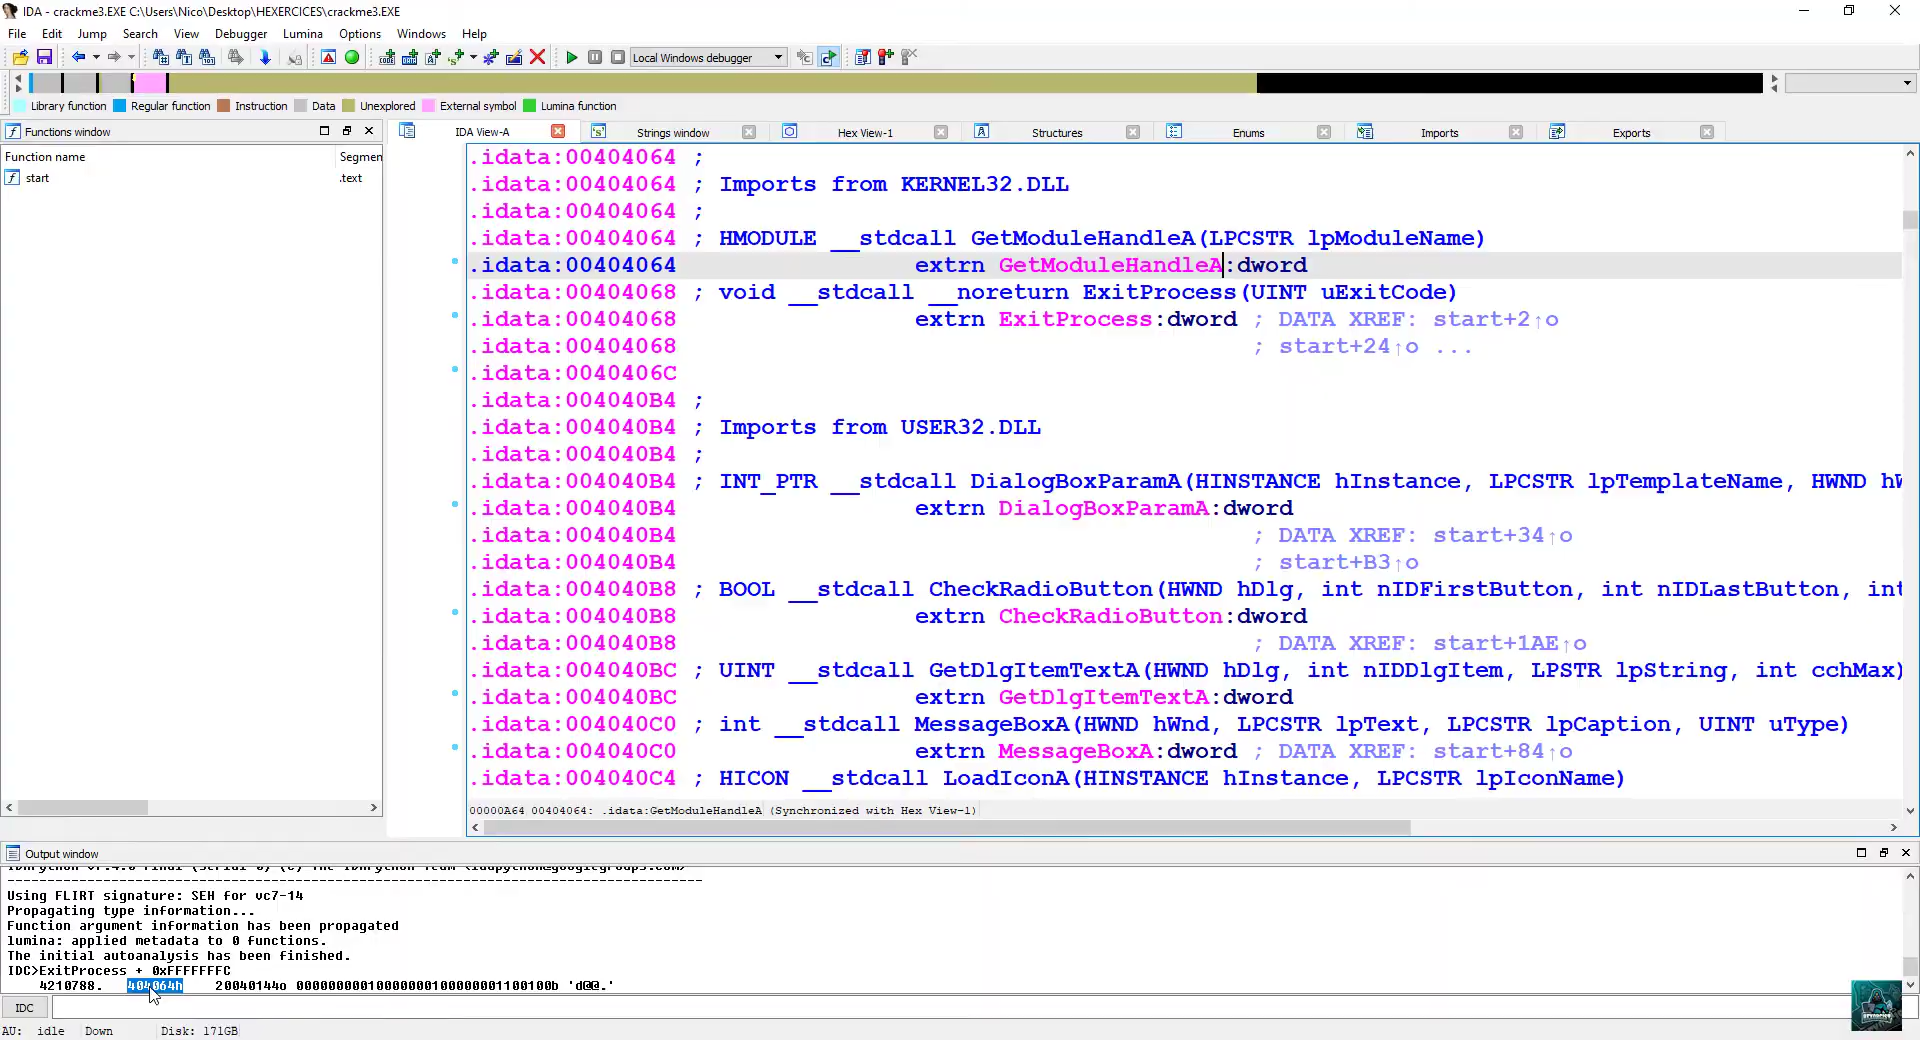 IDA - crackme3.EXE C:\Users\Nico\Desktop\HEXERCICES\crackme3.EXE
File Edit Jump Search View Debugger Lumina Options Windows Help
Local Windows debugger
Library function Regular function Instruction Data Unexplored External symbol Lumina function
Functions window
Function name Segmen
start .text
IDA View-A Strings window Hex View-1 Structures Enums Imports Exports
.idata:00404064 ;
.idata:00404064 ; Imports from KERNEL32.DLL
.idata:00404064 ;
.idata:00404064 ; HMODULE __stdcall GetModuleHandleA(LPCSTR lpModuleName)
.idata:00404064 extrn GetModuleHandleA:dword
.idata:00404068 ; void __stdcall __noreturn ExitProcess(UINT uExitCode)
.idata:00404068 extrn ExitProcess:dword ; DATA XREF: start+2↑o
.idata:00404068 ; start+24↑o ...
.idata:0040406C
.idata:004040B4 ;
.idata:004040B4 ; Imports from USER32.DLL
.idata:004040B4 ;
.idata:004040B4 ; INT_PTR __stdcall DialogBoxParamA(HINSTANCE hInstance, LPCSTR lpTemplateName, HWND hW
.idata:004040B4 extrn DialogBoxParamA:dword
.idata:004040B4 ; DATA XREF: start+34↑o
.idata:004040B4 ; start+B3↑o
.idata:004040B8 ; BOOL __stdcall CheckRadioButton(HWND hDlg, int nIDFirstButton, int nIDLastButton, int
.idata:004040B8 extrn CheckRadioButton:dword
.idata:004040B8 ; DATA XREF: start+1AE↑o
.idata:004040BC ; UINT __stdcall GetDlgItemTextA(HWND hDlg, int nIDDlgItem, LPSTR lpString, int cchMax)
.idata:004040BC extrn GetDlgItemTextA:dword
.idata:004040C0 ; int __stdcall MessageBoxA(HWND hWnd, LPCSTR lpText, LPCSTR lpCaption, UINT uType)
.idata:004040C0 extrn MessageBoxA:dword ; DATA XREF: start+84↑o
.idata:004040C4 ; HICON __stdcall LoadIconA(HINSTANCE hInstance, LPCSTR lpIconName)
00000A64 00404064: .idata:GetModuleHandleA (Synchronized with Hex View-1)
Output window
---------------------------------------------------------------------------------------------
Using FLIRT signature: SEH for vc7-14
Propagating type information...
Function argument information has been propagated
lumina: applied metadata to 0 functions.
The initial autoanalysis has been finished.
IDC>ExitProcess + 0xFFFFFFFC
4210788. 404064h 20040144o 00000000010000000100000001100100b 'd@@.'
IDC
AU: idle Down Disk: 171GB